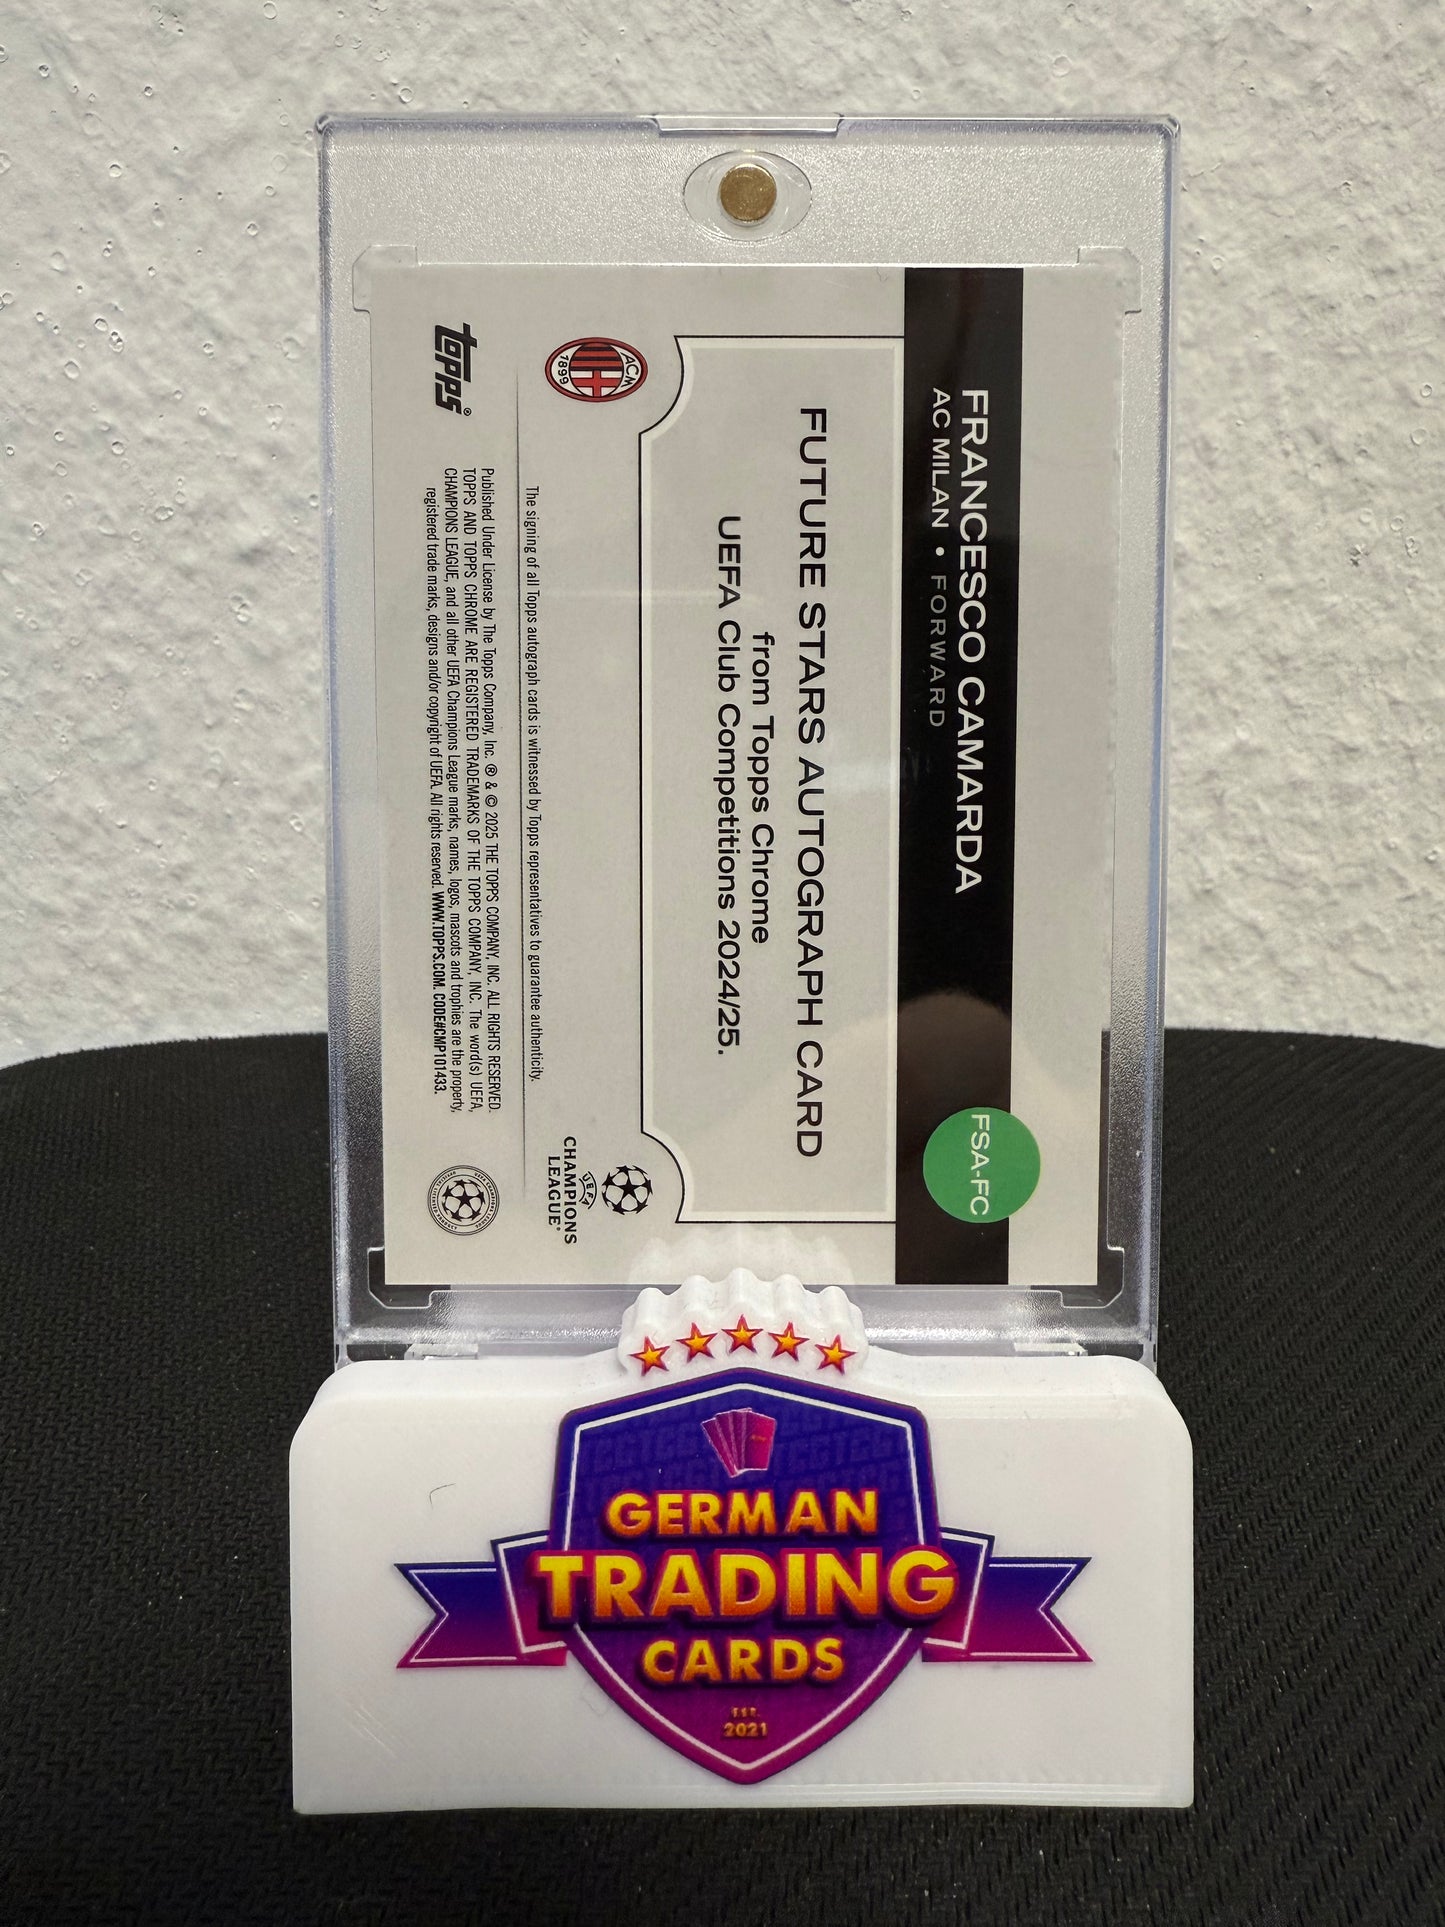 FRANCESCO CAMARDA
AC MILAN • FORWARD
FSA-FC
FUTURE STARS AUTOGRAPH CARD
from Topps Chrome
UEFA Club Competitions 2024/25.
ACM
1899
UEFA
CHAMPIONS
LEAGUE®
The signing of all Topps autograph cards is witnessed by Topps representatives to guarantee authenticity.
topps®
Published Under License by The Topps Company, Inc. ® & © 2025 THE TOPPS COMPANY, INC. ALL RIGHTS RESERVED.
TOPPS AND TOPPS CHROME ARE REGISTERED TRADEMARKS OF THE TOPPS COMPANY, INC. The word(s) UEFA,
CHAMPIONS LEAGUE, and all other UEFA Champions League marks, names, logos, mascots and trophies are the property,
registered trade marks, designs and/or copyright of UEFA. All rights reserved. WWW.TOPPS.COM. CODE#CMP101433.
GERMAN
TRADING
CARDS
EST.
2021